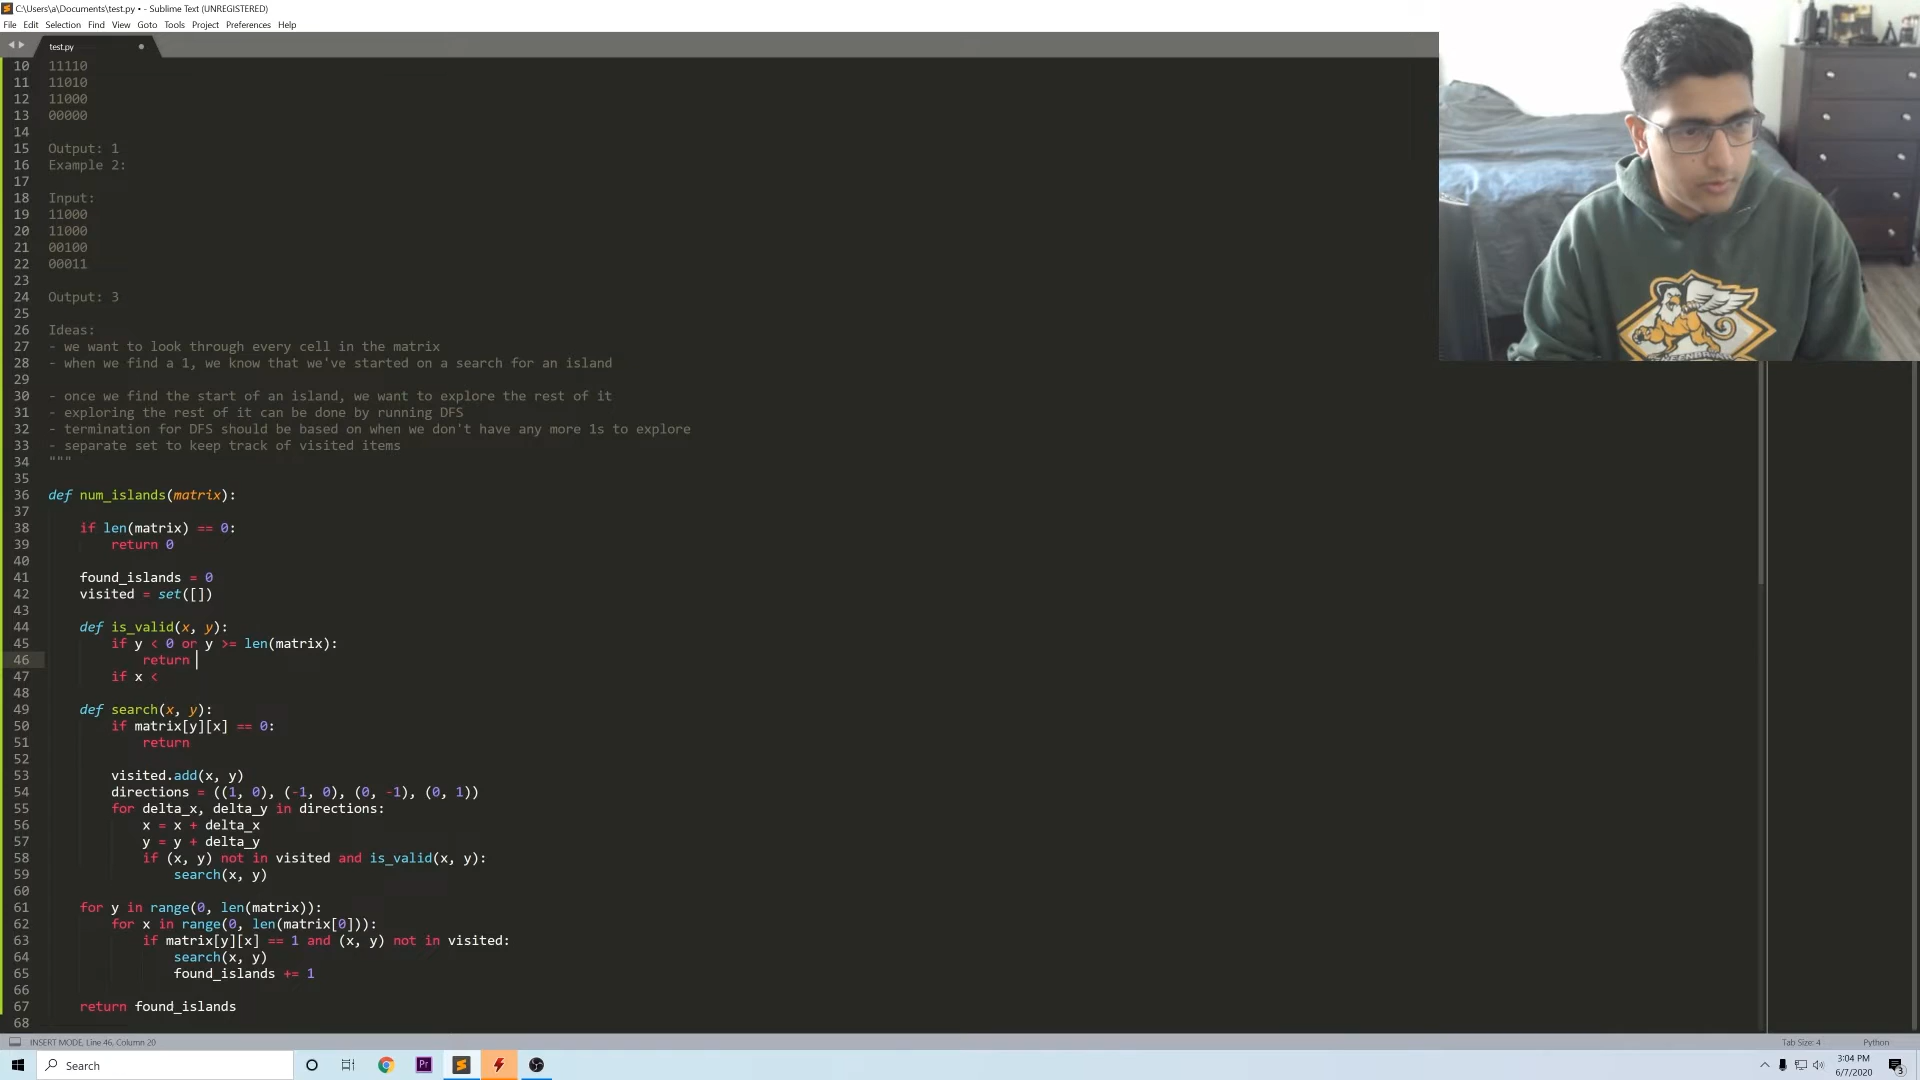 C:\Users\a\Documents\test.py • - Sublime Text (UNREGISTERED)
File Edit Selection Find View Goto Tools Project Preferences Help
test.py
10 11110
11 11010
12 11000
13 00000
14
15 Output: 1
16 Example 2:
17
18 Input:
19 11000
20 11000
21 00100
22 00011
23
24 Output: 3
25
26 Ideas:
27 - we want to look through every cell in the matrix
28 - when we find a 1, we know that we've started on a search for an island
29
30 - once we find the start of an island, we want to explore the rest of it
31 - exploring the rest of it can be done by running DFS
32 - termination for DFS should be based on when we don't have any more 1s to explore
33 - separate set to keep track of visited items
34 """
35
36 def num_islands(matrix):
37
38     if len(matrix) == 0:
39         return 0
40
41     found_islands = 0
42     visited = set([])
43
44     def is_valid(x, y):
45         if y < 0 or y >= len(matrix):
46             return
47         if x <
48
49     def search(x, y):
50         if matrix[y][x] == 0:
51             return
52
53         visited.add(x, y)
54         directions = ((1, 0), (-1, 0), (0, -1), (0, 1))
55         for delta_x, delta_y in directions:
56             x = x + delta_x
57             y = y + delta_y
58             if (x, y) not in visited and is_valid(x, y):
59                 search(x, y)
60
61     for y in range(0, len(matrix)):
62         for x in range(0, len(matrix[0])):
63             if matrix[y][x] == 1 and (x, y) not in visited:
64                 search(x, y)
65                 found_islands += 1
66
67     return found_islands
68
INSERT MODE, Line 46, Column 20 Tab Size: 4 Python
Search Pr 3:04 PM
6/7/2020 3